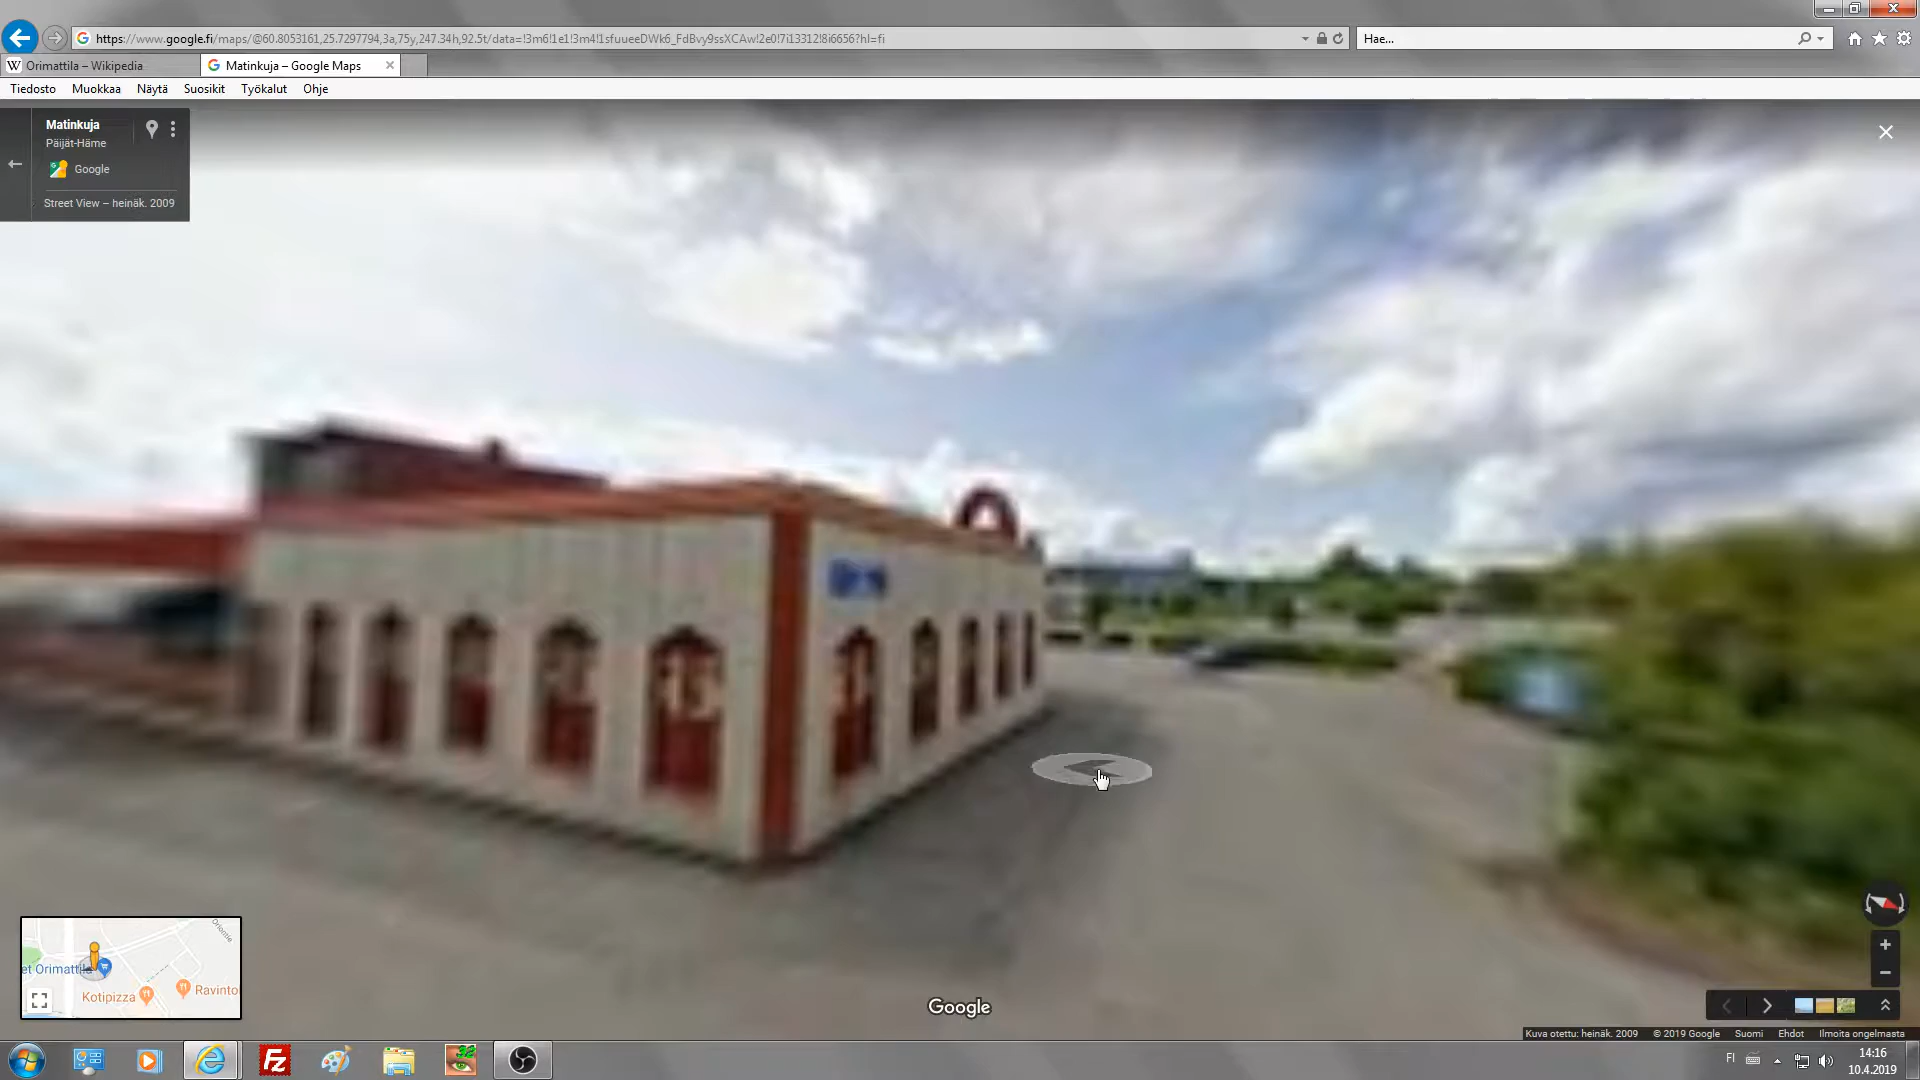 https://www.google.fi/maps/@60.8053161,25.7297794,3a,75y,247.34h,92.5t/data=!3m6!1e1!3m4!1sfuueeDWk6_FdBvy9ssXCAw!2e0!7i13312!8i6656?hl=fi
Hae...
Orimattila – Wikipedia
Matinkuja – Google Maps
Tiedosto Muokkaa Näytä Suosikit Työkalut Ohje
Matinkuja
Päijät-Häme
Google
Street View – heinäk. 2009
Oriontie
et Orimattila
Kotipizza
Ravinto
Google
Kuva otettu: heinäk. 2009 © 2019 Google Suomi Ehdot Ilmoita ongelmasta
FI
14:16
10.4.2019